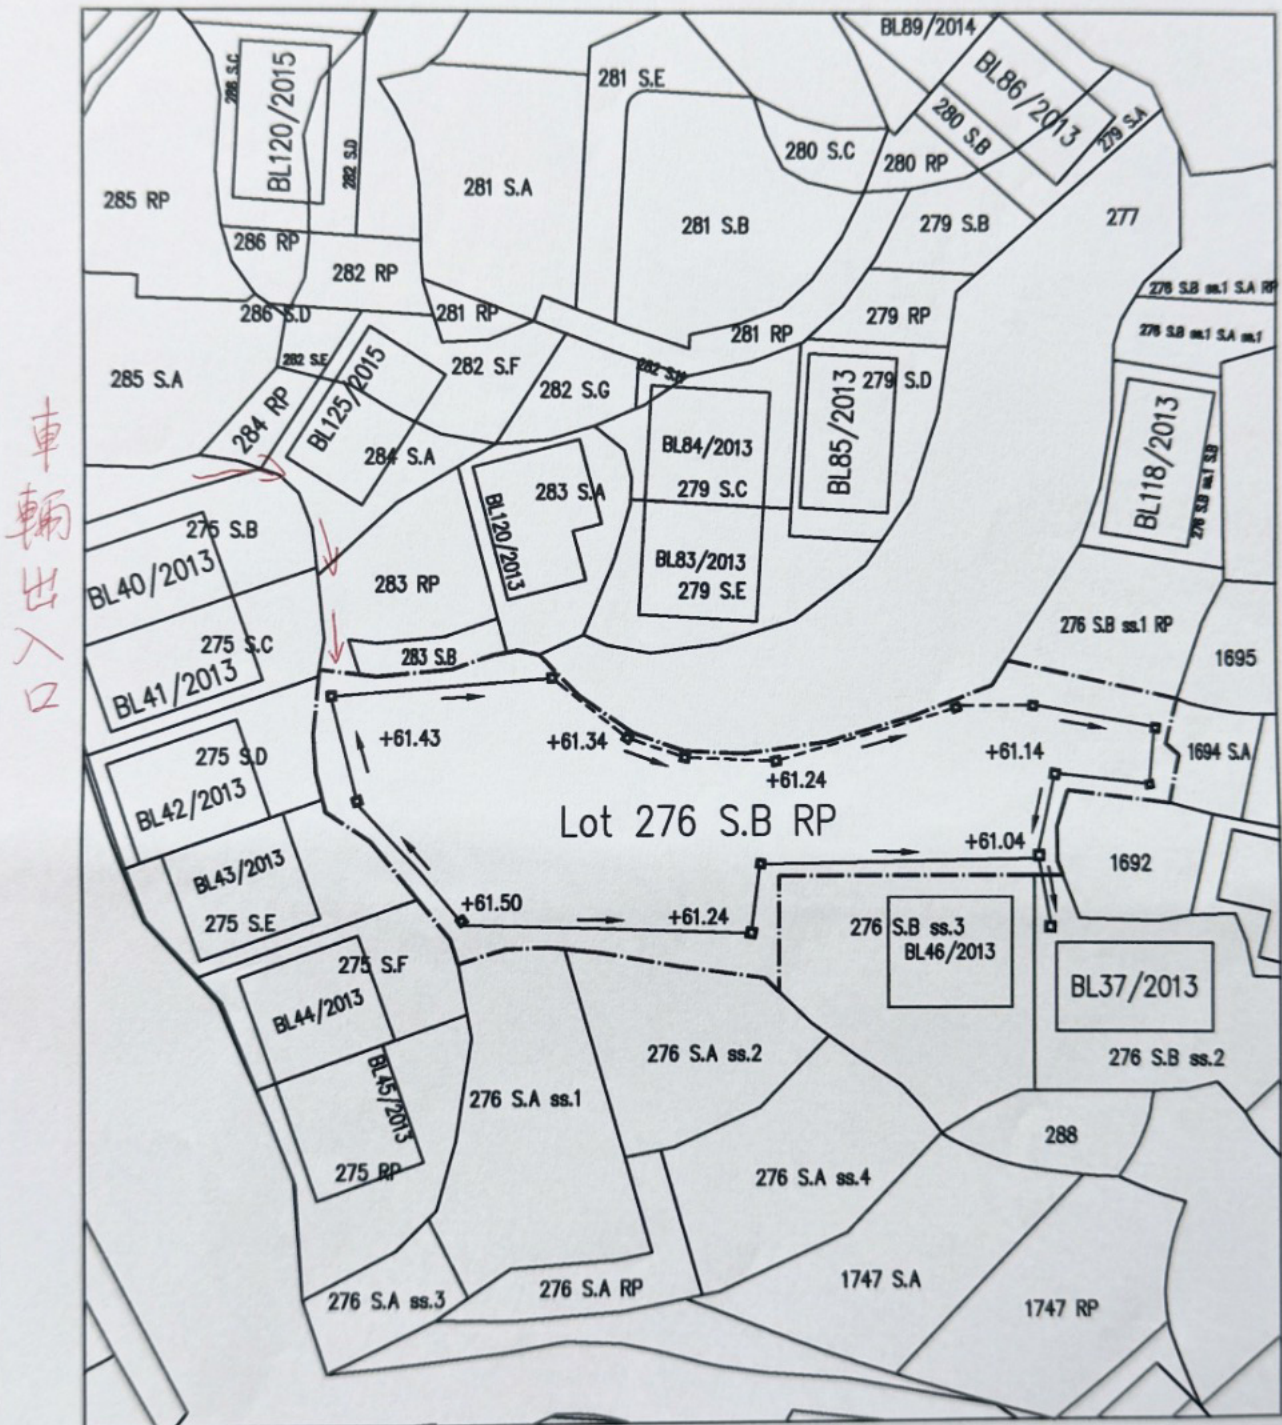 BL89/2014
BL86/2013
286 S.C
BL120/2015
282 S.D
281 S.E
280 S.B
279 S.A
280 S.C
280 RP
285 RP
281 S.A
281 S.B
279 S.B
277
286 RP
282 RP
276 S.B ss.1 S.A RP
286 S.D
281 RP
281 RP
279 RP
276 S.B ss.1 S.A ss.1
282 S.E
282 S.F
285 S.A
284 RP
BL125/2015
282 S.G
282 S.H
279 S.D
BL85/2013
BL118/2013
276 S.B ss.1 S.B
284 S.A
BL84/2013
279 S.C
283 S.A
BL120/2013
車
輛
出
入
口
275 S.B
BL40/2013
283 RP
BL83/2013
279 S.E
276 S.B ss.1 RP
275 S.C
BL41/2013
283 S.B
1695
+61.43
+61.34
+61.24
+61.14
1694 S.A
275 S.D
BL42/2013
Lot 276 S.B RP
+61.04
1692
BL43/2013
275 S.E
+61.50
+61.24
276 S.B ss.3
BL46/2013
275 S.F
BL44/2013
BL37/2013
276 S.A ss.2
276 S.B ss.2
BL45/2013
275 RP
276 S.A ss.1
288
276 S.A ss.4
276 S.A ss.3
276 S.A RP
1747 S.A
1747 RP